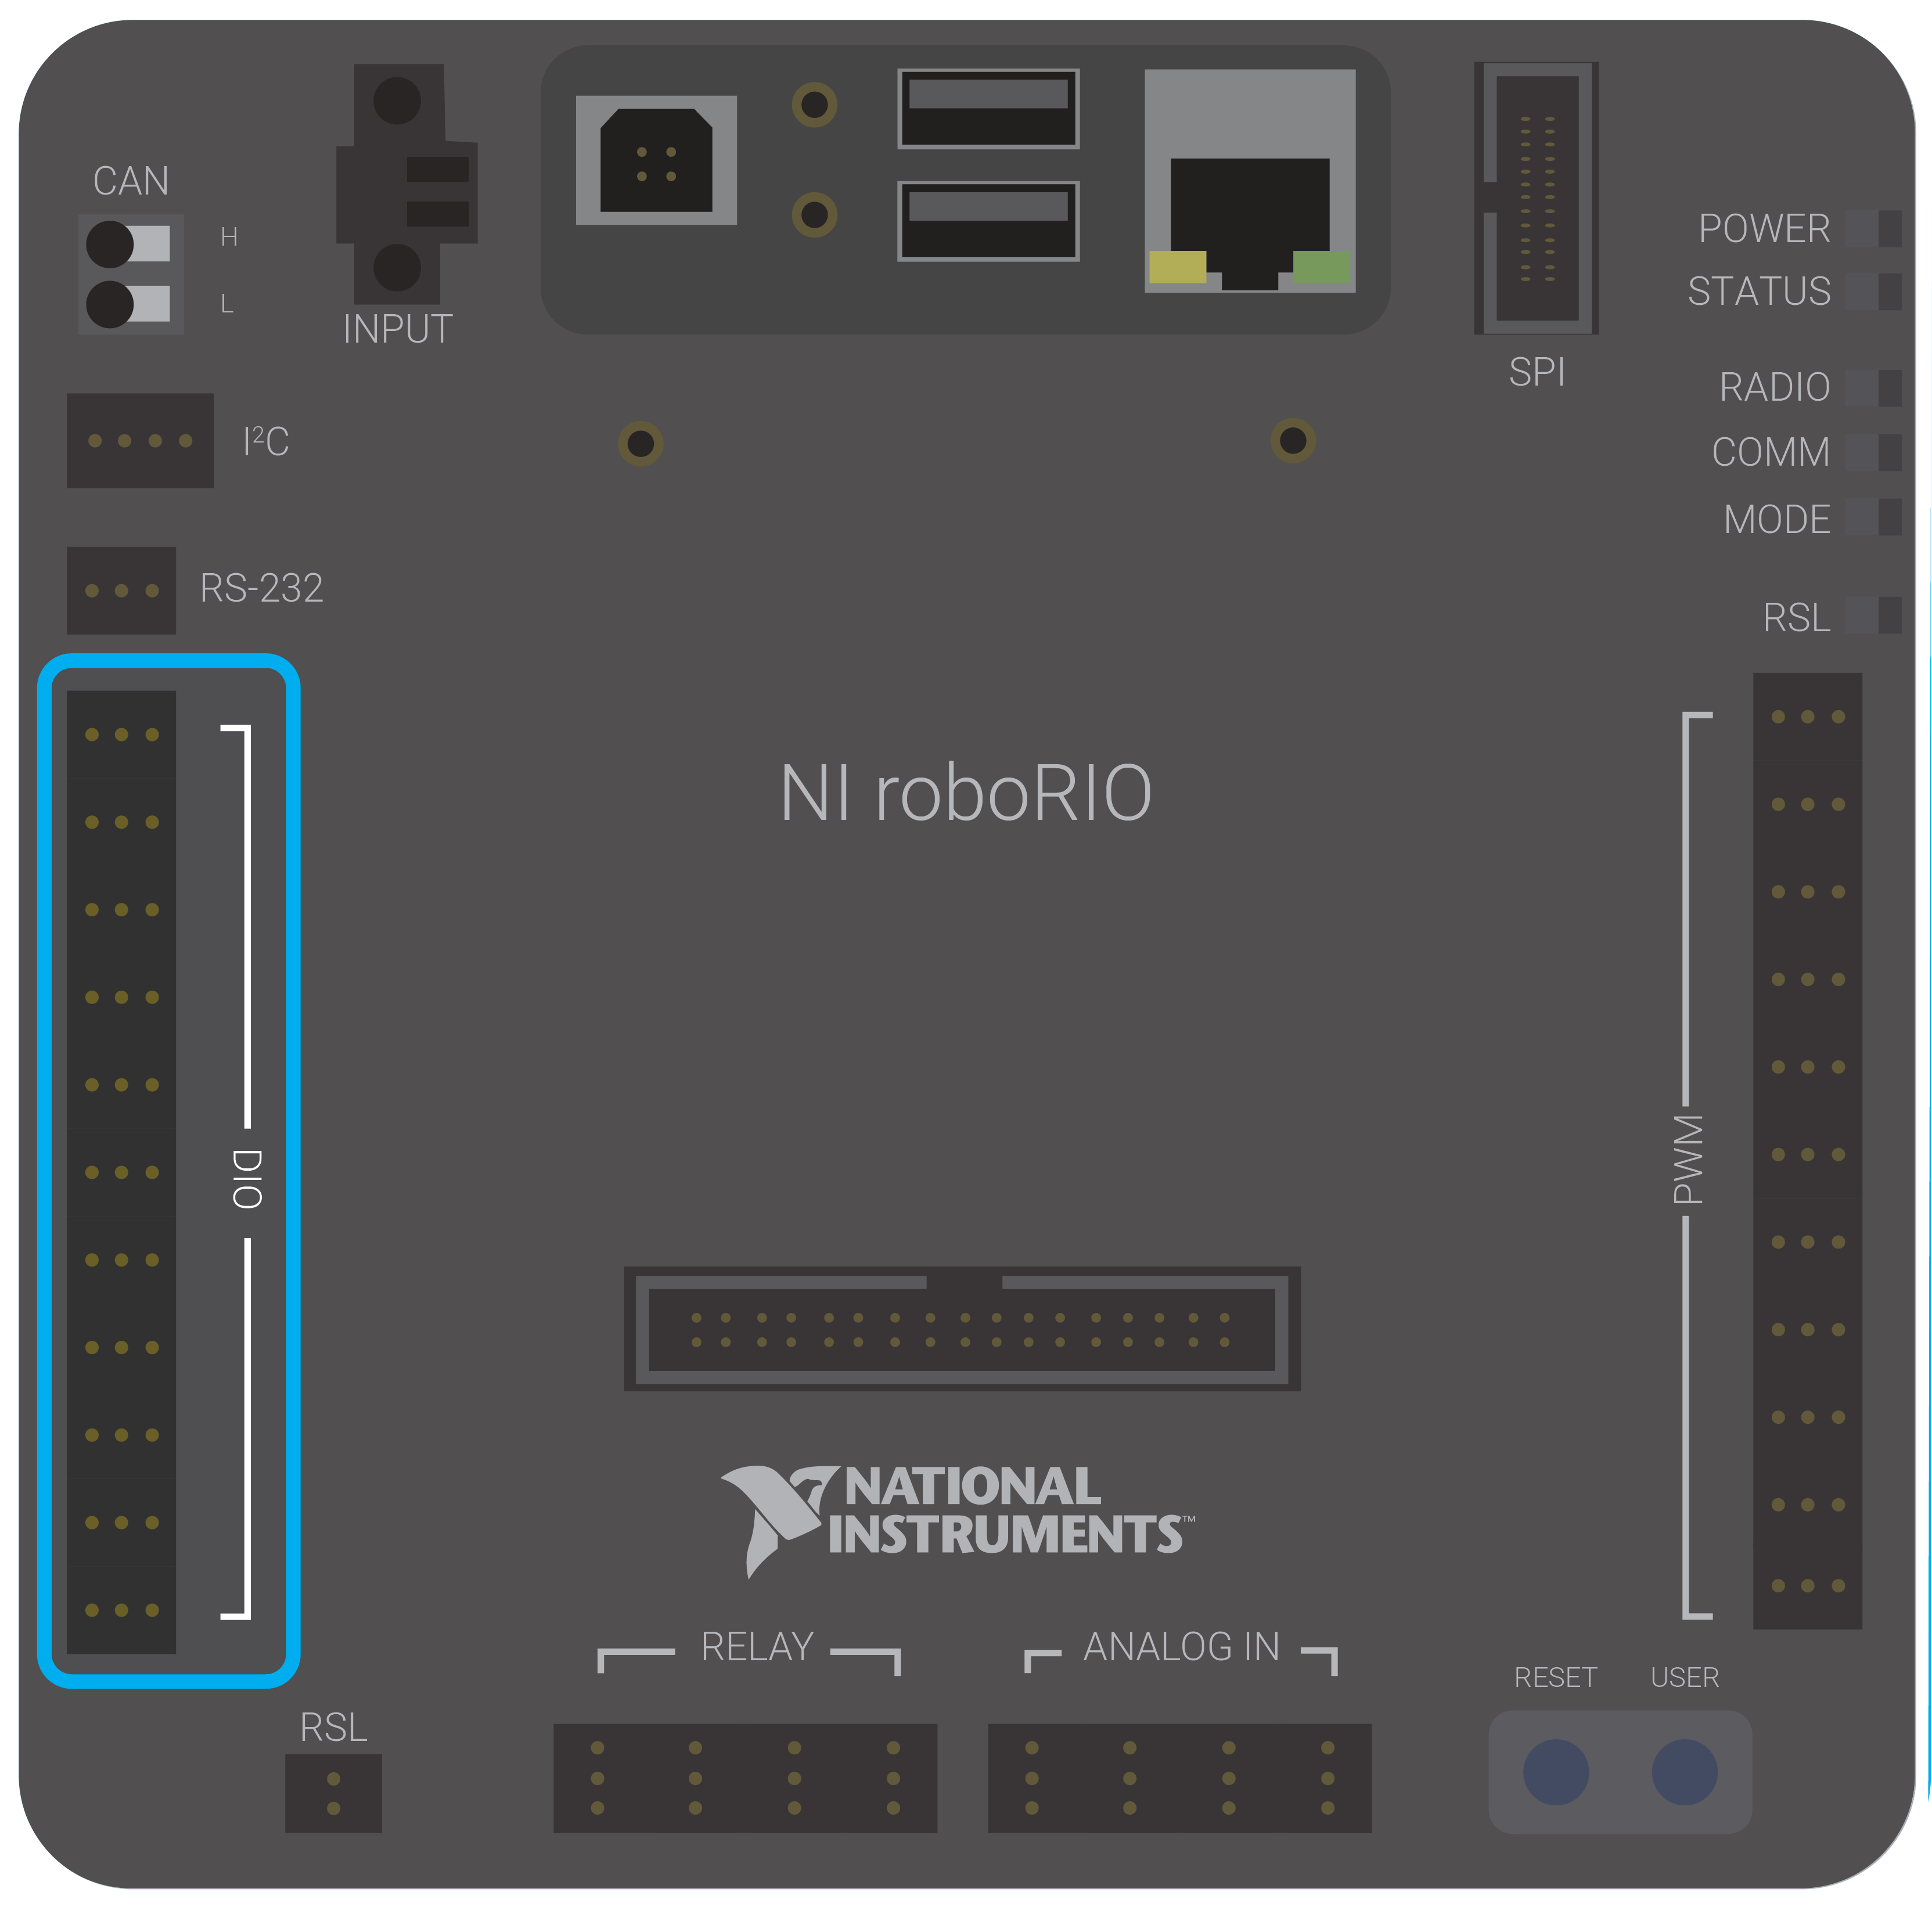 CAN
H
L
INPUT
SPI
POWER
STATUS
RADIO
COMM
MODE
RSL
I²C
RS-232
NI roboRIO
DIO
PWM
NATIONAL
INSTRUMENTS™
RELAY
ANALOG IN
RESET
USER
RSL